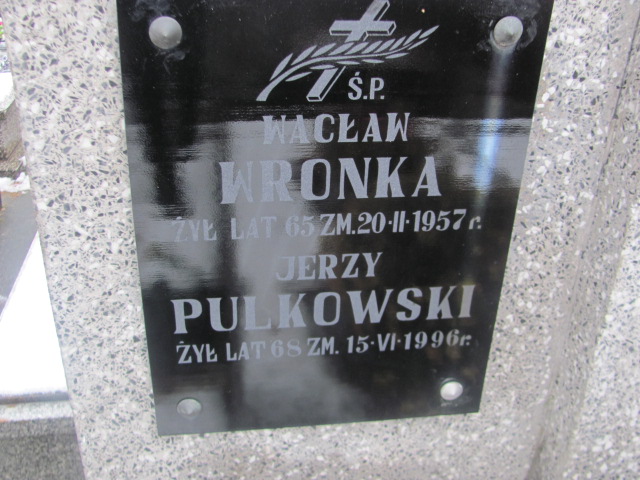 Ś.P.
WACŁAW
WRONKA
ŻYŁ LAT 65 ZM. 20·II·1957 r.
JERZY
PULKOWSKI
ŻYŁ LAT 68 ZM. 15·VI·1996 r.